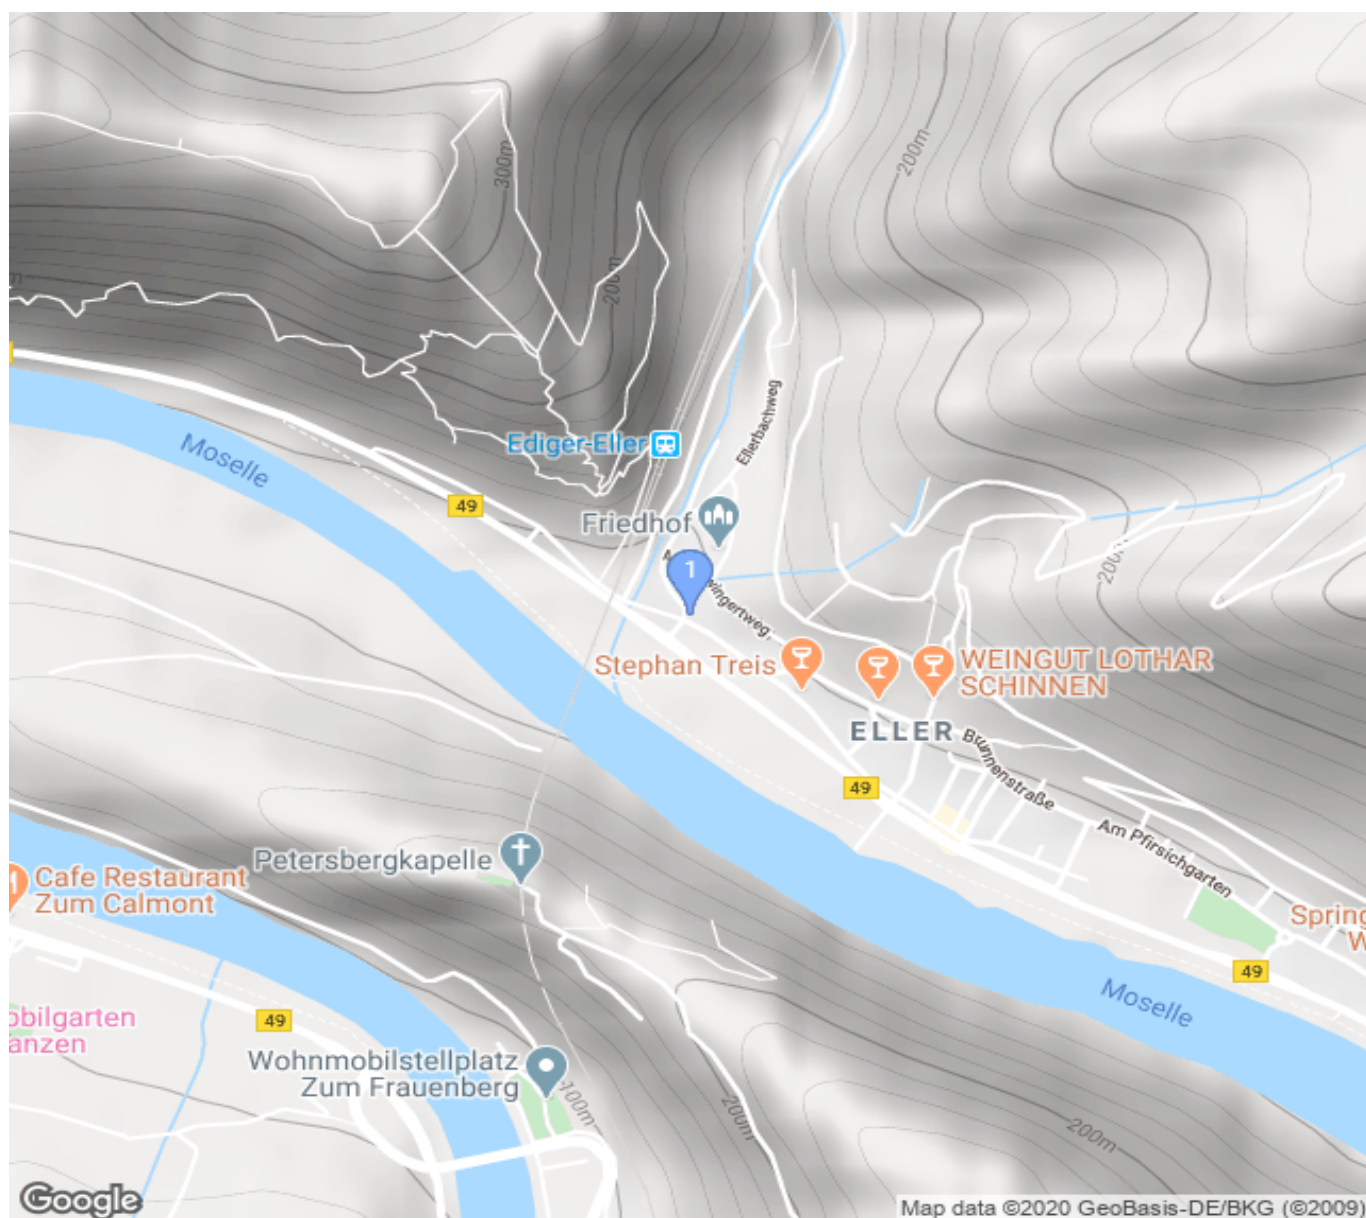 200m
300m
200m
Moselle
Ediger-Eller
Ellerbachweg
49
Friedhof
1
200m
Stephan Treis
WEINGUT LOTHAR
SCHINNEN
ELLER
Brunnenstraße
49
Am Pfirsichgarten
Petersbergkapelle
Cafe Restaurant
Zum Calmont
49
Moselle
49
Wohnmobilstellplatz
Zum Frauenberg
100m
200m
200m
Google
Map data ©2020 GeoBasis-DE/BKG (©2009)